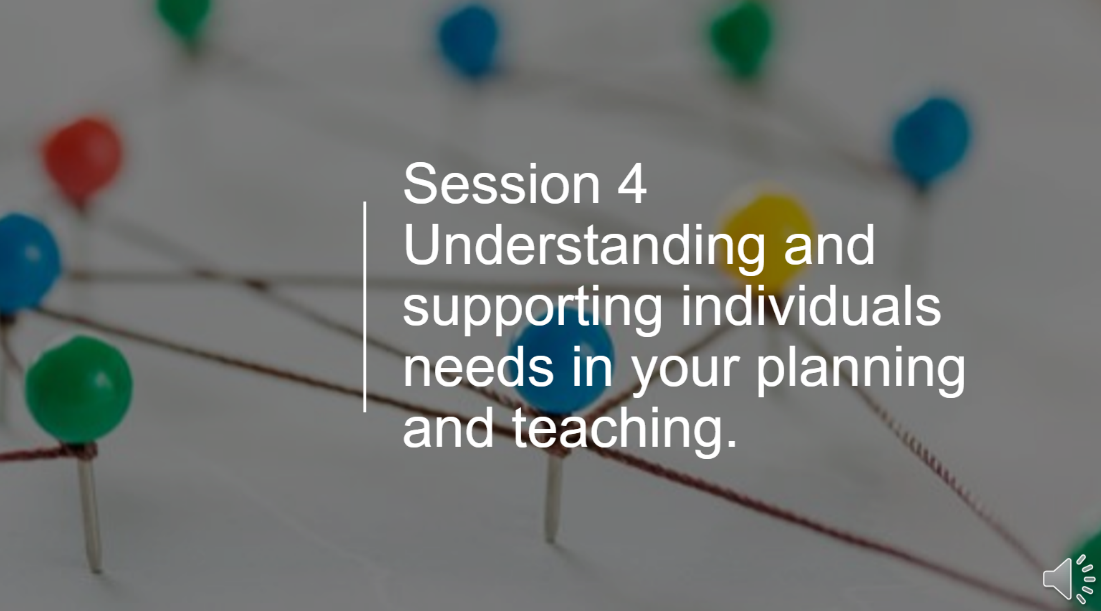 Session 4
Understanding and
supporting individuals
needs in your planning
and teaching.